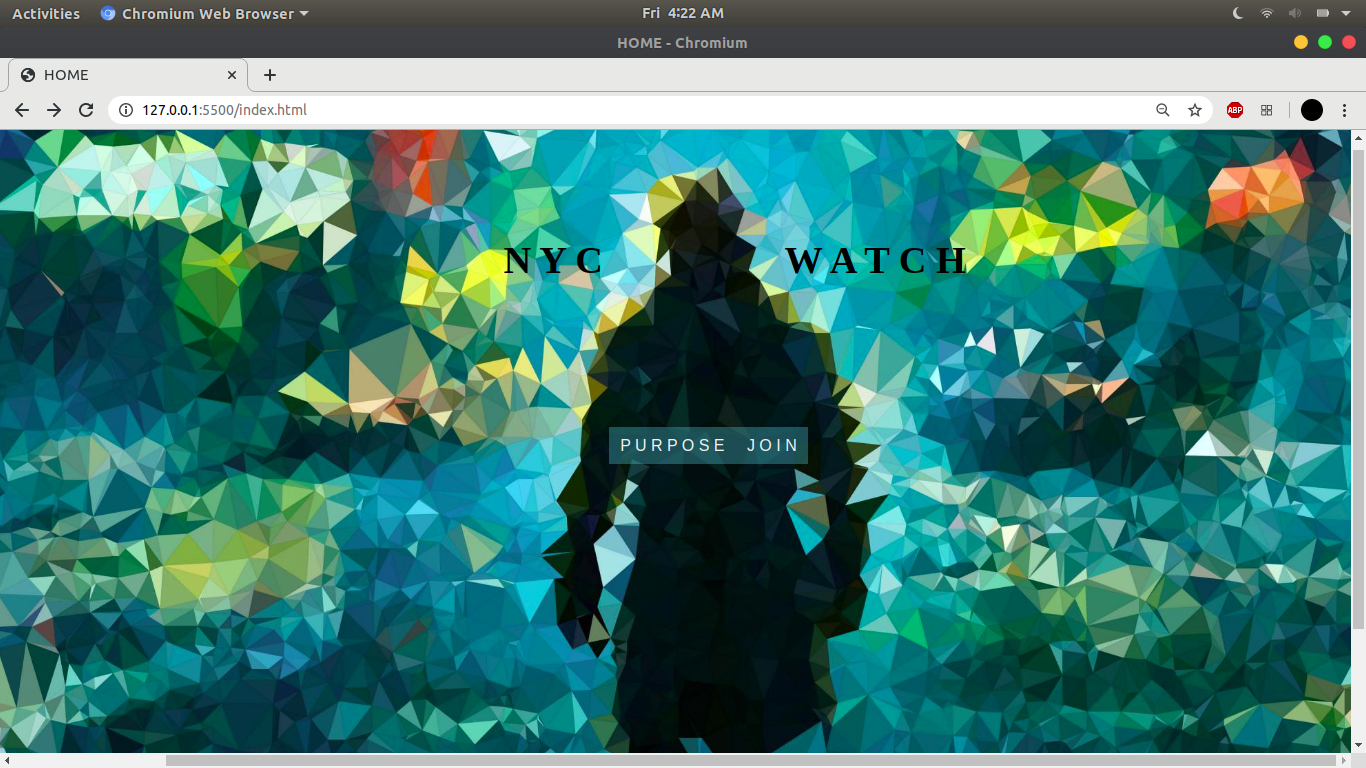 Activities Chromium Web Browser Fri 4:22 AM
HOME - Chromium
HOME
127.0.0.1:5500/index.html ABP
NYC WATCH
PURPOSE JOIN